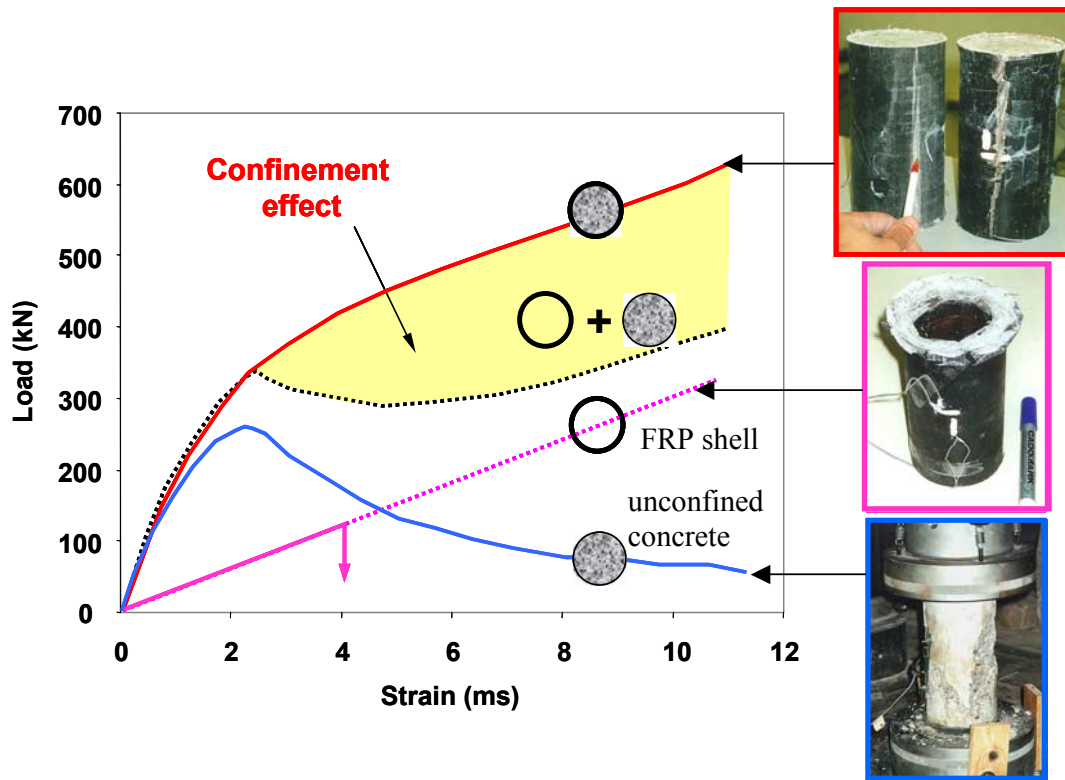 700
600
500
400
300
200
100
0
Load (kN)
Confinement
effect
+
FRP shell
unconfined
concrete
0 2 4 6 8 10 12
Strain (ms)